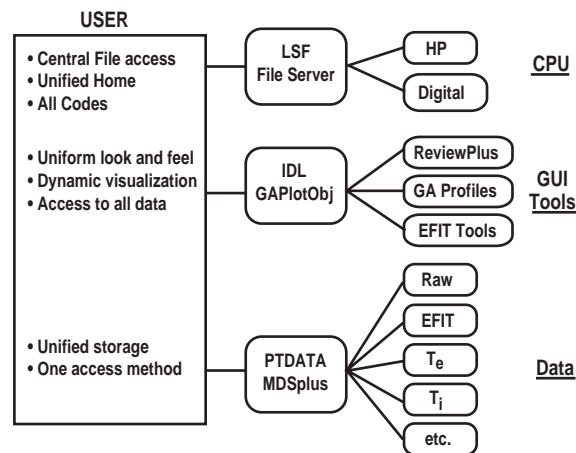 USER
• Central File access
• Unified Home
• All Codes
LSF
File Server
HP
Digital
CPU
• Uniform look and feel
• Dynamic visualization
• Access to all data
IDL
GAPlotObj
ReviewPlus
GA Profiles
EFIT Tools
GUI
Tools
• Unified storage
• One access method
PTDATA
MDSplus
Raw
EFIT
Te
Ti
etc.
Data